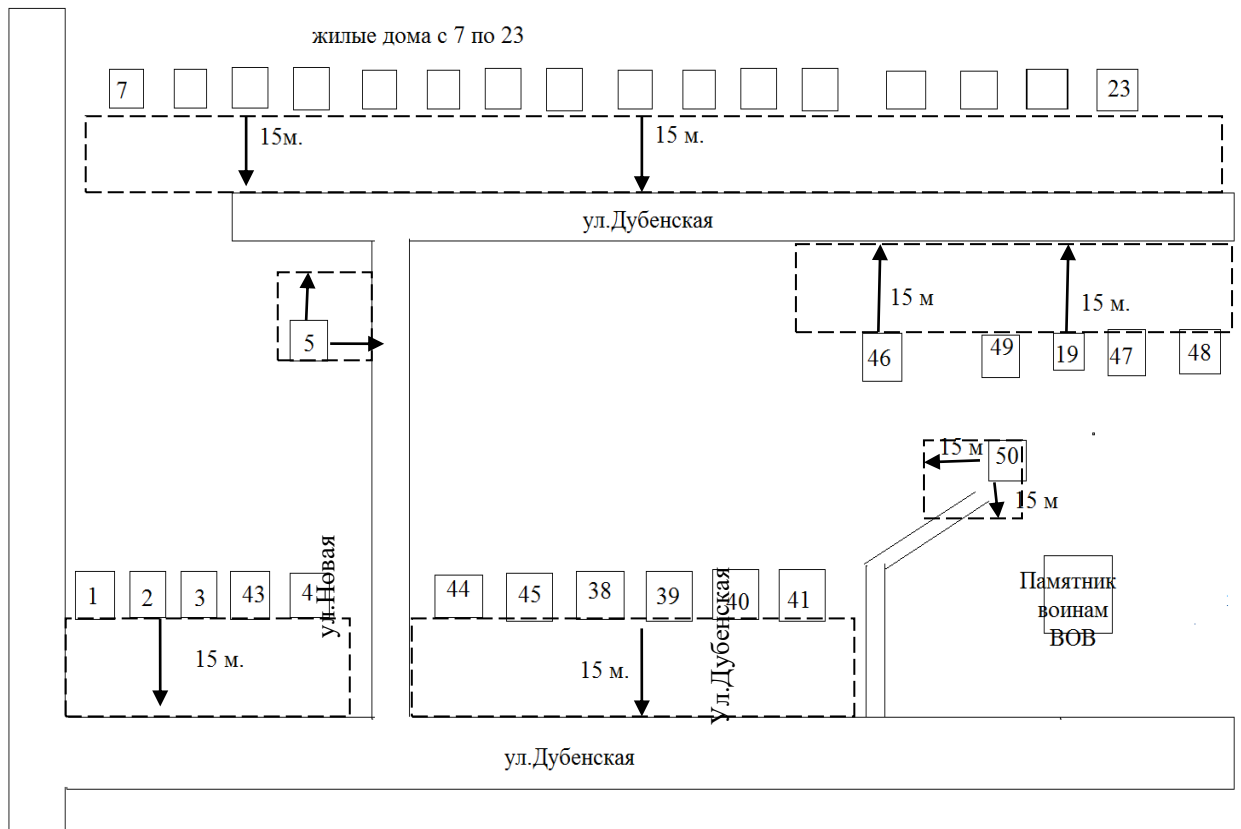 жилые дома с 7 по 23
7
23
15м.
15 м.
ул.Дубенская
5
15 м
15 м.
46
49
19
47
48
15 м
50
15 м
1
2
3
43
4
ул.Новая
44
45
38
39
40
41
Ул.Дубенская
Памятник
воинам
ВОВ
15 м.
15 м.
ул.Дубенская